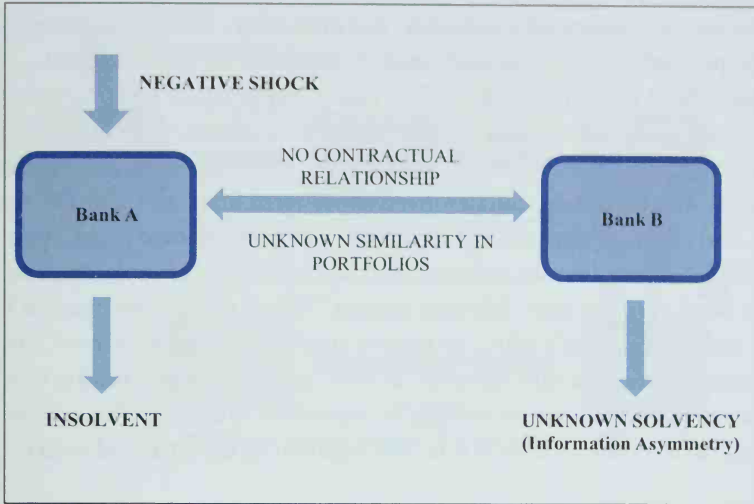 NEGATIVE SHOCK
NO CONTRACTUAL
RELATIONSHIP
Bank A
Bank B
UNKNOWN SIMILARITY IN
PORTFOLIOS
INSOLVENT
UNKNOWN SOLVENCY
(Information Asymmetry)